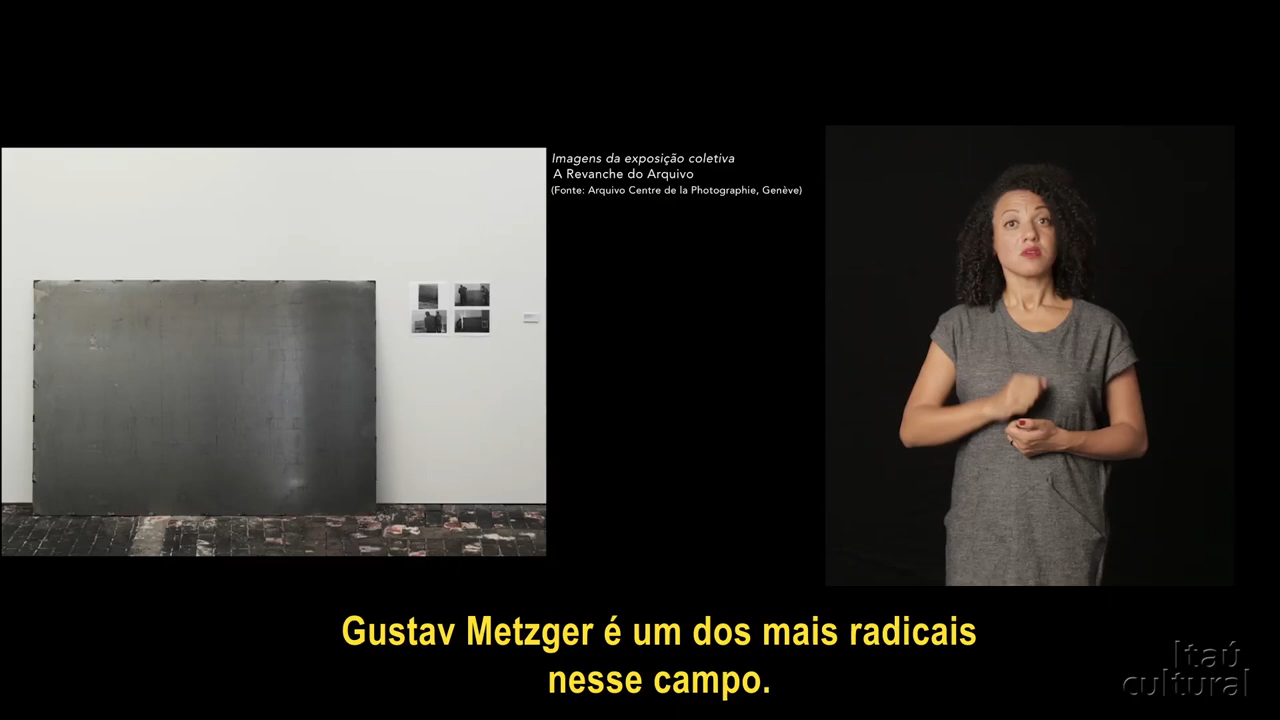 Imagens da exposição coletiva
A Revanche do Arquivo
(Fonte: Arquivo Centre de la Photographie, Genève)
Gustav Metzger é um dos mais radicais
nesse campo.
Itaú
cultural